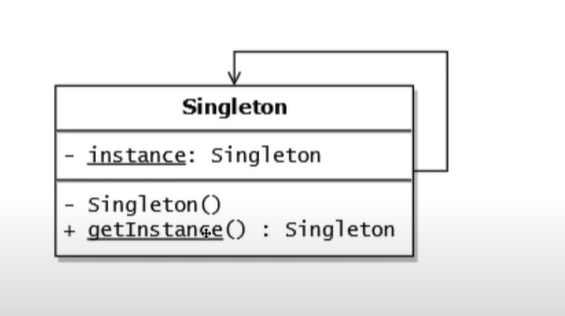 Singleton
- instance: Singleton
- Singleton()
+ getInstance() : Singleton